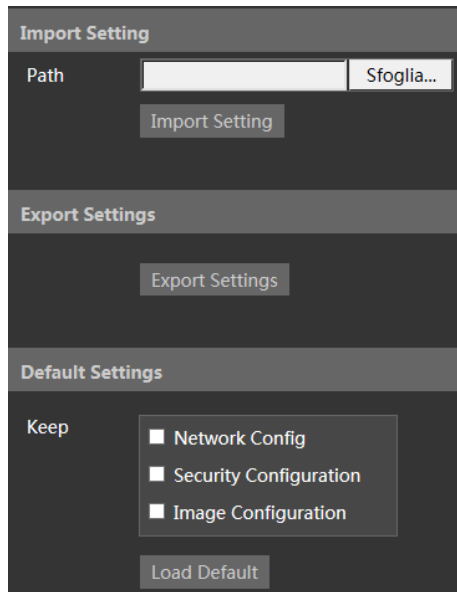 Import Setting
Path Sfoglia...
Import Setting
Export Settings
Export Settings
Default Settings
Keep
Network Config
Security Configuration
Image Configuration
Load Default